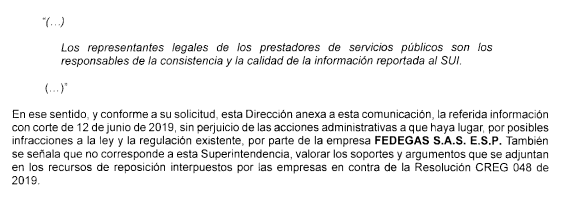 "(...)
Los representantes legales de los prestadores de servicios públicos son los
responsables de la consistencia y la calidad de la información reportada al SUI.
(...)"
En ese sentido, y conforme a su solicitud, esta Dirección anexa a esta comunicación, la referida información
con corte de 12 de junio de 2019, sin perjuicio de las acciones administrativas a que haya lugar, por posibles
infracciones a la ley y la regulación existente, por parte de la empresa FEDEGAS S.A.S. E.S.P. También
se señala que no corresponde a esta Superintendencia, valorar los soportes y argumentos que se adjuntan
en los recursos de reposición interpuestos por las empresas en contra de la Resolución CREG 048 de
2019.